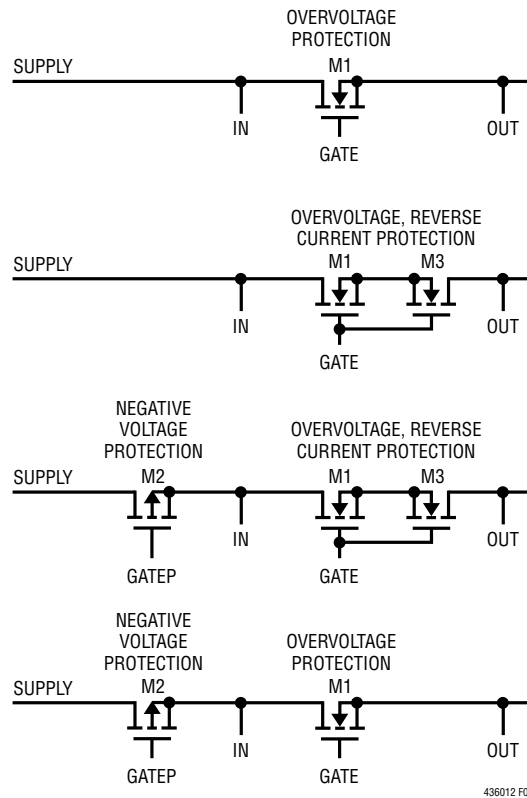 OVERVOLTAGE
PROTECTION
SUPPLY
M1
IN
OUT
GATE
OVERVOLTAGE, REVERSE
CURRENT PROTECTION
SUPPLY
M1
M3
IN
OUT
GATE
NEGATIVE
VOLTAGE
PROTECTION
OVERVOLTAGE, REVERSE
CURRENT PROTECTION
SUPPLY
M2
M1
M3
IN
OUT
GATEP
GATE
NEGATIVE
VOLTAGE
PROTECTION
OVERVOLTAGE
PROTECTION
SUPPLY
M2
M1
IN
OUT
GATEP
GATE
436012